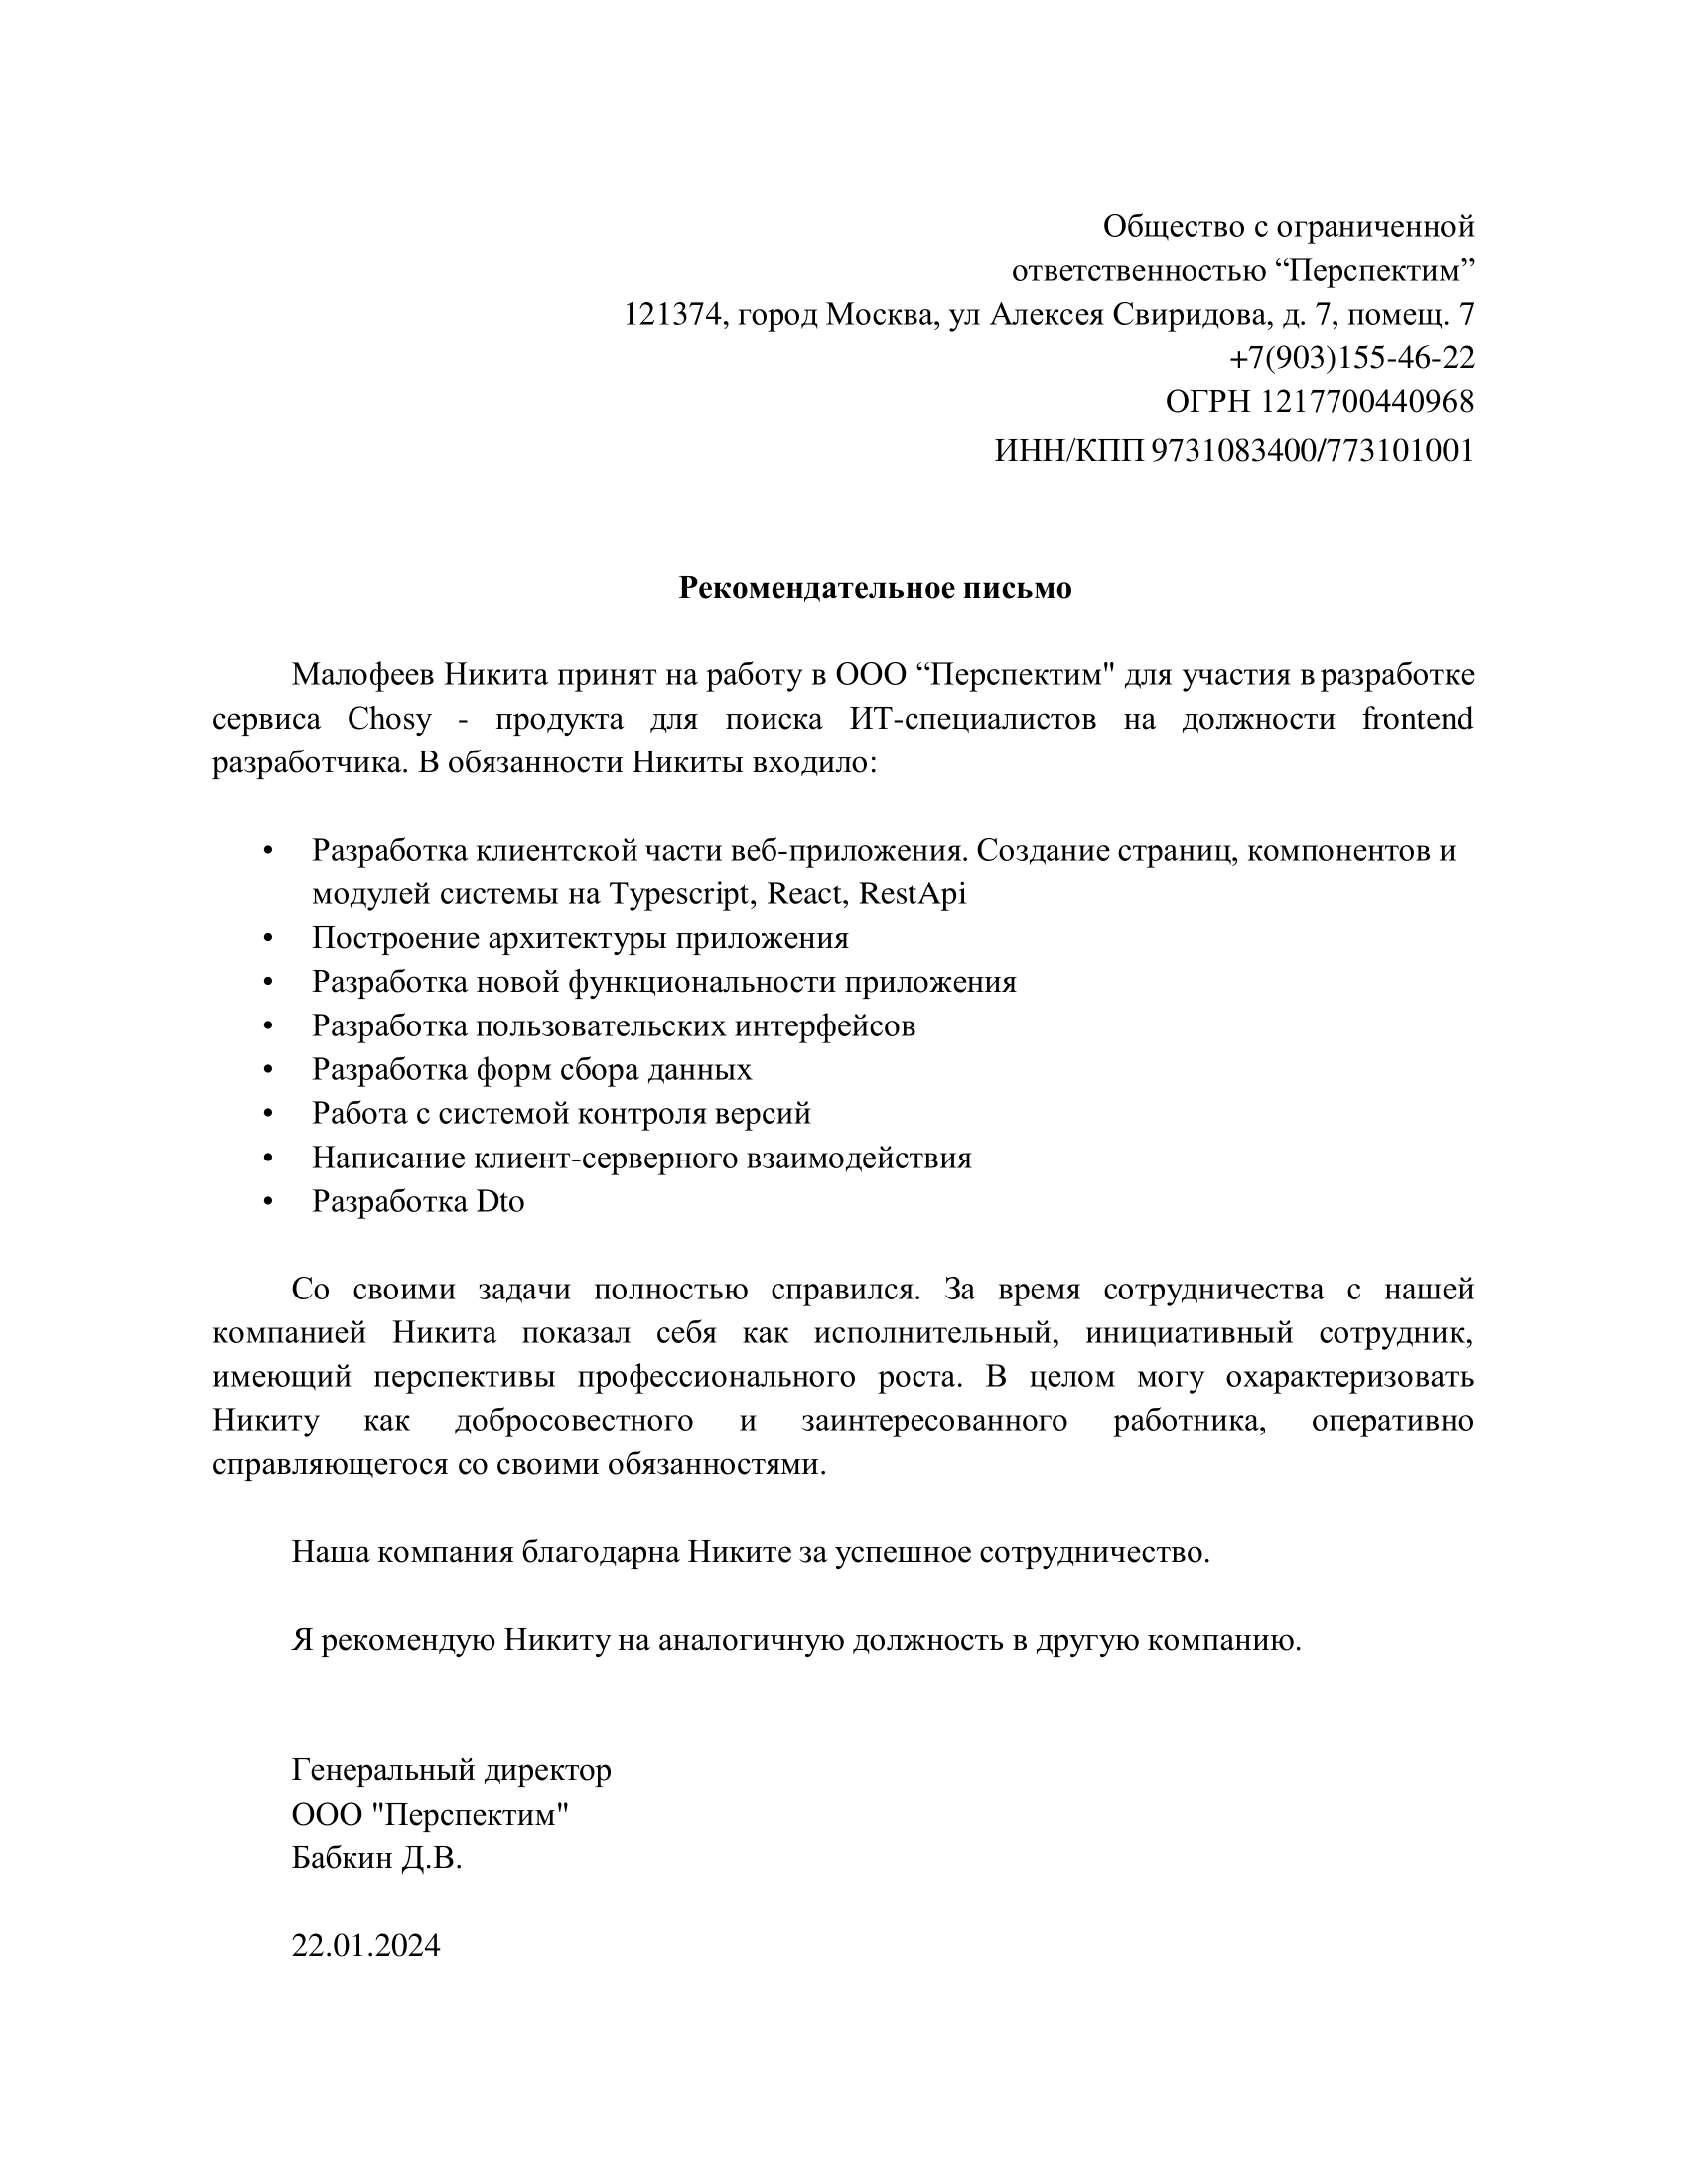 Общество с ограниченной
ответственностью “Перспектим”
121374, город Москва, ул Алексея Свиридова, д. 7, помещ. 7
+7(903)155-46-22
ОГРН 1217700440968
ИНН/КПП 9731083400/773101001
Рекомендательное письмо
Малофеев Никита принят на работу в ООО “Перспектим" для участия в разработке
сервиса Chosy - продукта для поиска ИТ-специалистов на должности frontend
разработчика. В обязанности Никиты входило:
• Разработка клиентской части веб-приложения. Создание страниц, компонентов и
модулей системы на Typescript, React, RestApi
• Построение архитектуры приложения
• Разработка новой функциональности приложения
• Разработка пользовательских интерфейсов
• Разработка форм сбора данных
• Работа с системой контроля версий
• Написание клиент-серверного взаимодействия
• Разработка Dto
Со своими задачи полностью справился. За время сотрудничества с нашей
компанией Никита показал себя как исполнительный, инициативный сотрудник,
имеющий перспективы профессионального роста. В целом могу охарактеризовать
Никиту как добросовестного и заинтересованного работника, оперативно
справляющегося со своими обязанностями.
Наша компания благодарна Никите за успешное сотрудничество.
Я рекомендую Никиту на аналогичную должность в другую компанию.
Генеральный директор
ООО "Перспектим"
Бабкин Д.В.
22.01.2024